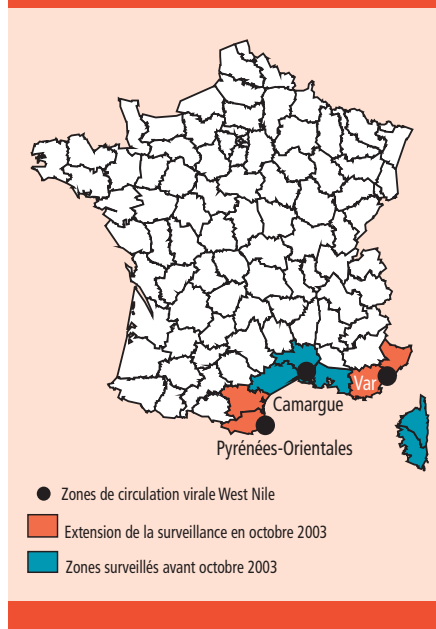 Var
Camargue
Pyrénées-Orientales
Zones de circulation virale West Nile
Extension de la surveillance en octobre 2003
Zones surveillés avant octobre 2003